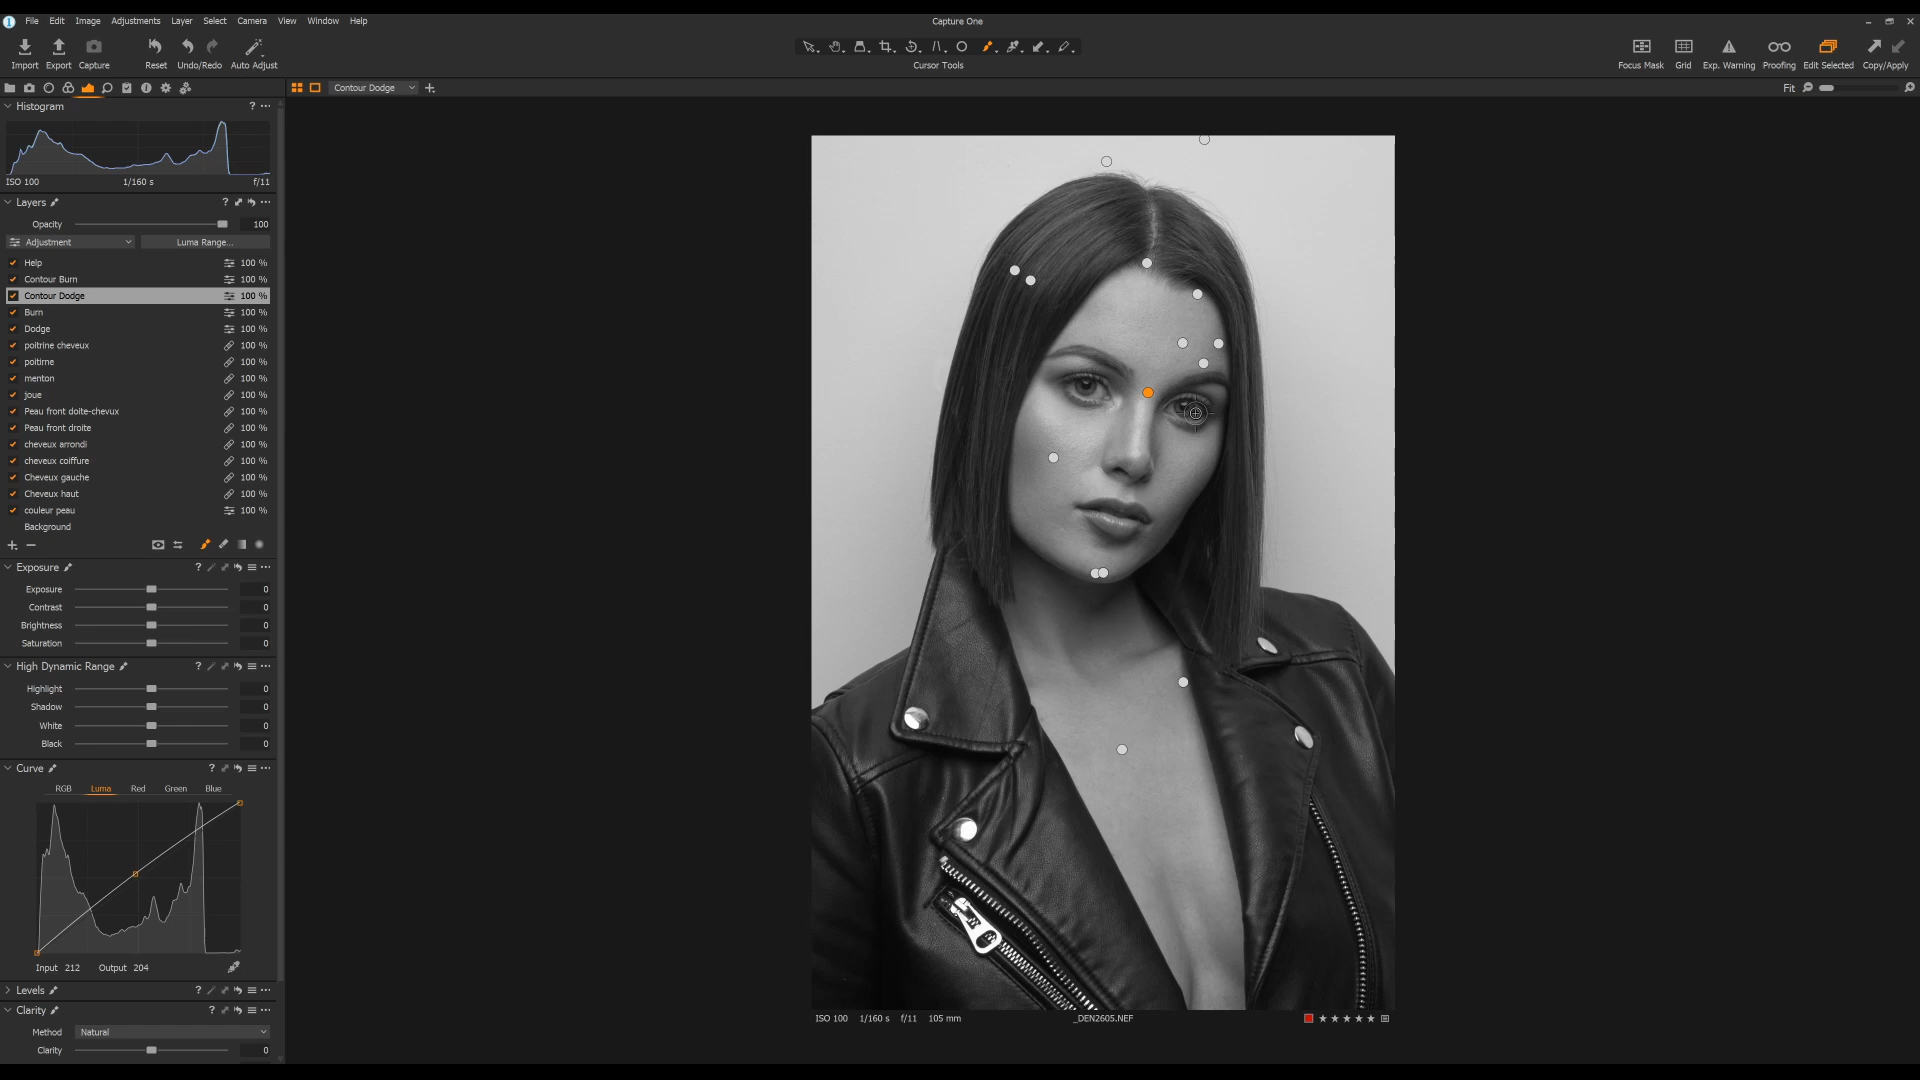 File Edit Image Adjustments Layer Select Camera View Window Help
Capture One
Import Export Capture Reset Undo/Redo Auto Adjust
Cursor Tools
Focus Mask Grid Exp. Warning Proofing Edit Selected Copy/Apply
Contour Dodge
Fit
Histogram
ISO 100 1/160 s f/11
Layers
Opacity 100
Adjustment Luma Range...
Help 100 %
Contour Burn 100 %
Contour Dodge 100 %
Burn 100 %
Dodge 100 %
poitrine cheveux 100 %
poitirne 100 %
menton 100 %
joue 100 %
Peau front doite-chevux 100 %
Peau front droite 100 %
cheveux arrondi 100 %
cheveux coiffure 100 %
Cheveux gauche 100 %
Cheveux haut 100 %
couleur peau 100 %
Background
Exposure
Exposure 0
Contrast 0
Brightness 0
Saturation 0
High Dynamic Range
Highlight 0
Shadow 0
White 0
Black 0
Curve
RGB Luma Red Green Blue
Input 212 Output 204
Levels
Clarity
Method Natural
Clarity 0
ISO 100 1/160 s f/11 105 mm _DEN2605.NEF